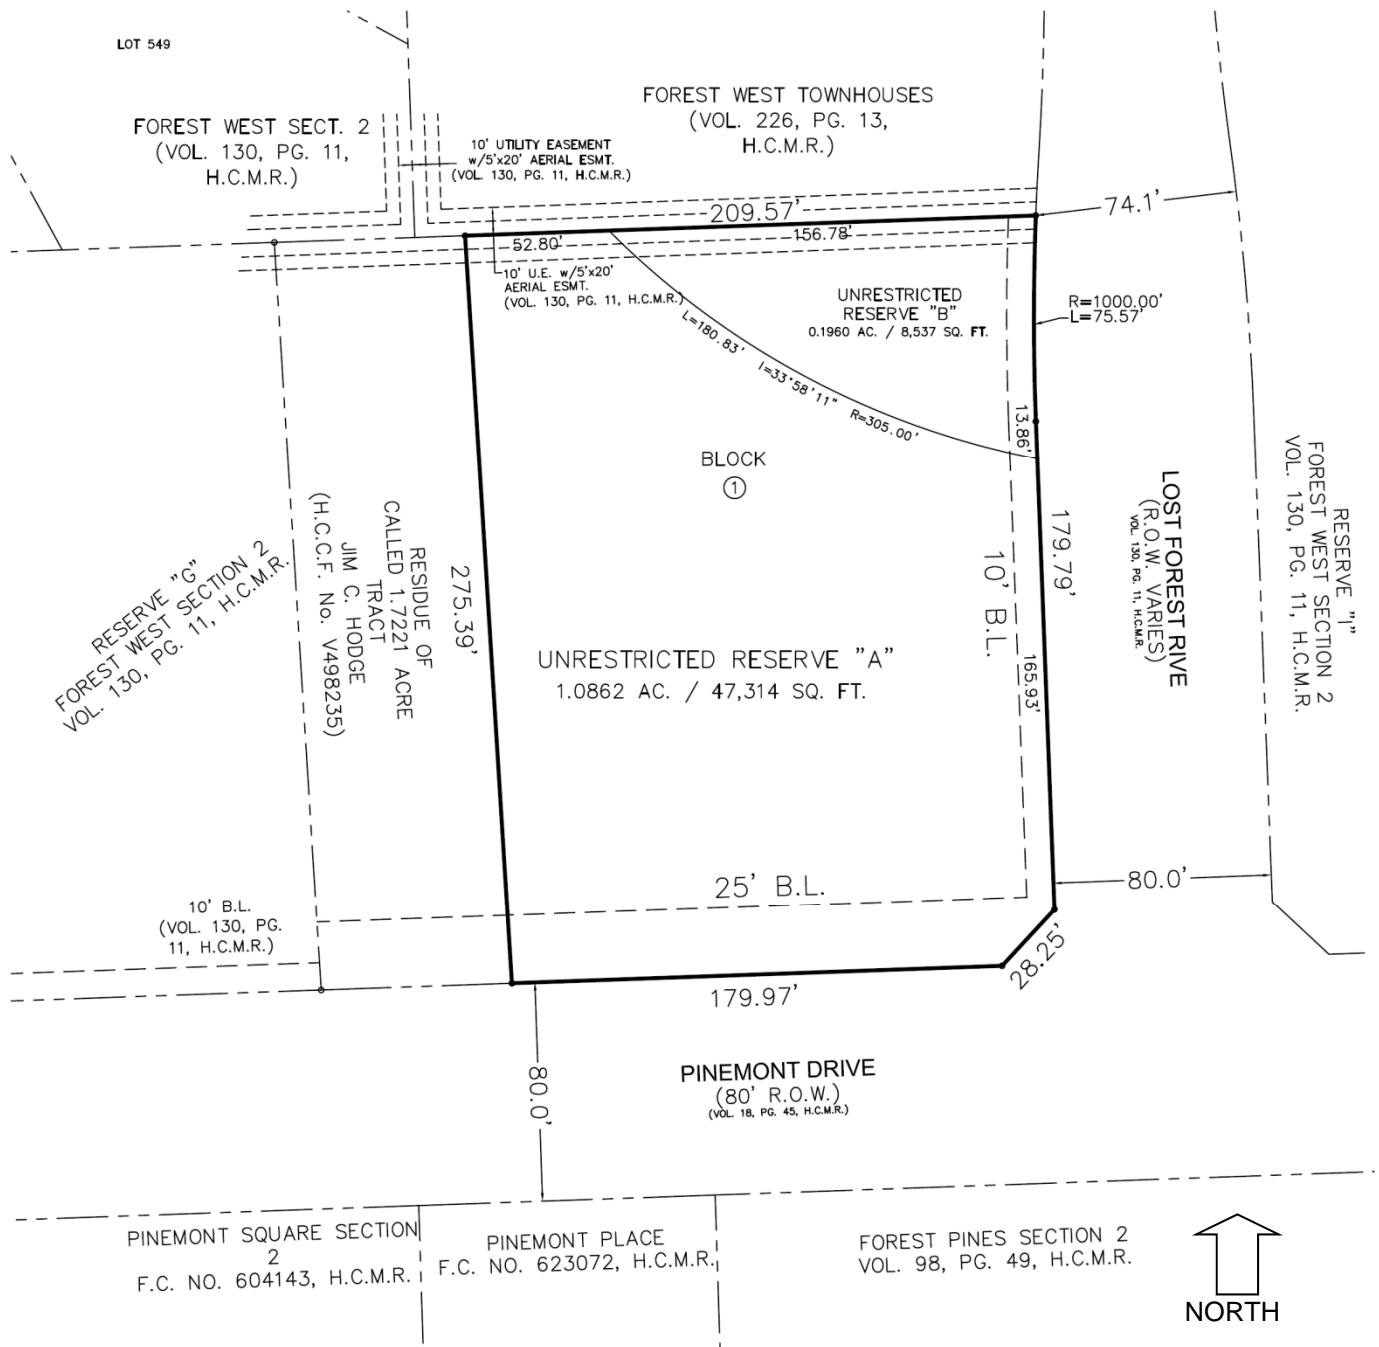 LOT 549
FOREST WEST SECT. 2
(VOL. 130, PG. 11,
H.C.M.R.)
10' UTILITY EASEMENT
w/5'x20' AERIAL ESMT.
(VOL. 130, PG. 11, H.C.M.R.)
FOREST WEST TOWNHOUSES
(VOL. 226, PG. 13,
H.C.M.R.)
209.57'
74.1'
52.80'
156.78'
10' U.E. w/5'x20'
AERIAL ESMT.
(VOL. 130, PG. 11, H.C.M.R.)
UNRESTRICTED
RESERVE "B"
0.1960 AC. / 8,537 SQ. FT.
R=1000.00'
L=75.57'
L=180.83'
I=33°58'11"
R=305.00'
13.86'
BLOCK
1
179.79'
LOST FOREST RIVE
(R.O.W. VARIES)
VOL. 130, PG. 11, H.C.M.R.
RESERVE "I"
FOREST WEST SECTION 2
VOL. 130, PG. 11, H.C.M.R.
RESERVE "G"
FOREST WEST SECTION 2
VOL. 130, PG. 11, H.C.M.R.
RESIDUE OF
CALLED 1.7221 ACRE
TRACT
JIM C. HODGE
(H.C.C.F. No. V498235)
275.39'
10' B.L.
165.93'
UNRESTRICTED RESERVE "A"
1.0862 AC. / 47,314 SQ. FT.
25' B.L.
80.0'
10' B.L.
(VOL. 130, PG.
11, H.C.M.R.)
28.25'
179.97'
80.0'
PINEMONT DRIVE
(80' R.O.W.)
(VOL. 18, PG. 45, H.C.M.R.)
PINEMONT SQUARE SECTION
2
F.C. NO. 604143, H.C.M.R.
PINEMONT PLACE
F.C. NO. 623072, H.C.M.R.
FOREST PINES SECTION 2
VOL. 98, PG. 49, H.C.M.R.
NORTH